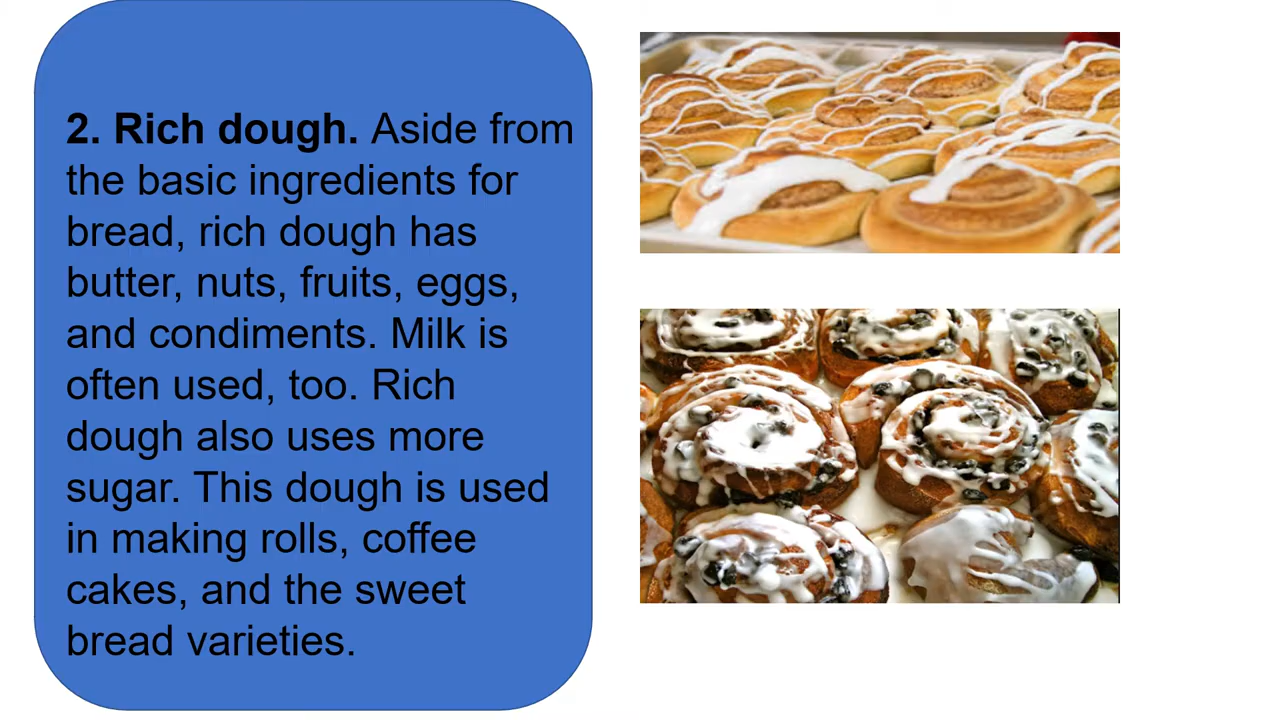 2. Rich dough. Aside from
the basic ingredients for
bread, rich dough has
butter, nuts, fruits, eggs,
and condiments. Milk is
often used, too. Rich
dough also uses more
sugar. This dough is used
in making rolls, coffee
cakes, and the sweet
bread varieties.